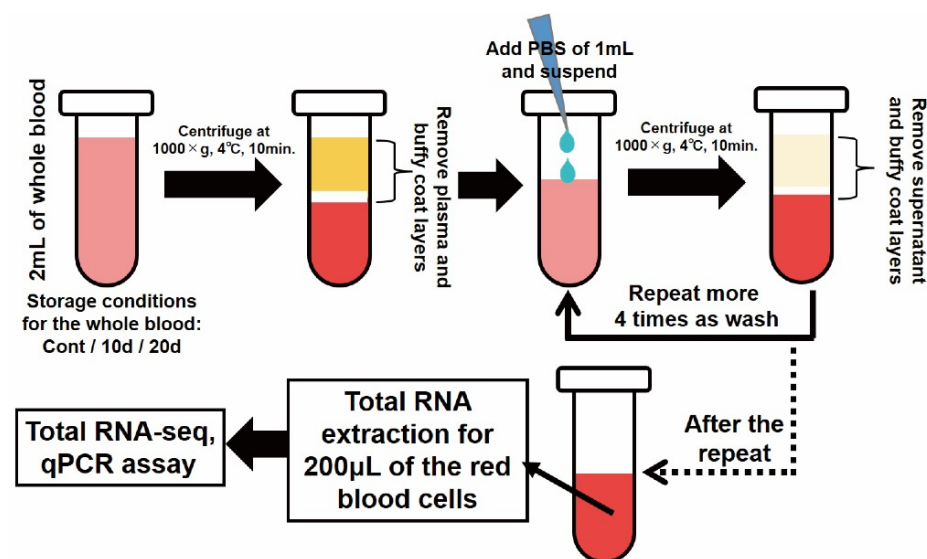 2mL of whole blood
Storage conditions
for the whole blood:
Cont / 10d / 20d
Centrifuge at
1000×g, 4℃, 10min.
Remove plasma and
buffy coat layers
Add PBS of 1mL
and suspend
Centrifuge at
1000×g, 4℃, 10min.
Remove supernatant
and buffy coat layers
Repeat more
4 times as wash
After the
repeat
Total RNA
extraction for
200μL of the red
blood cells
Total RNA-seq,
qPCR assay